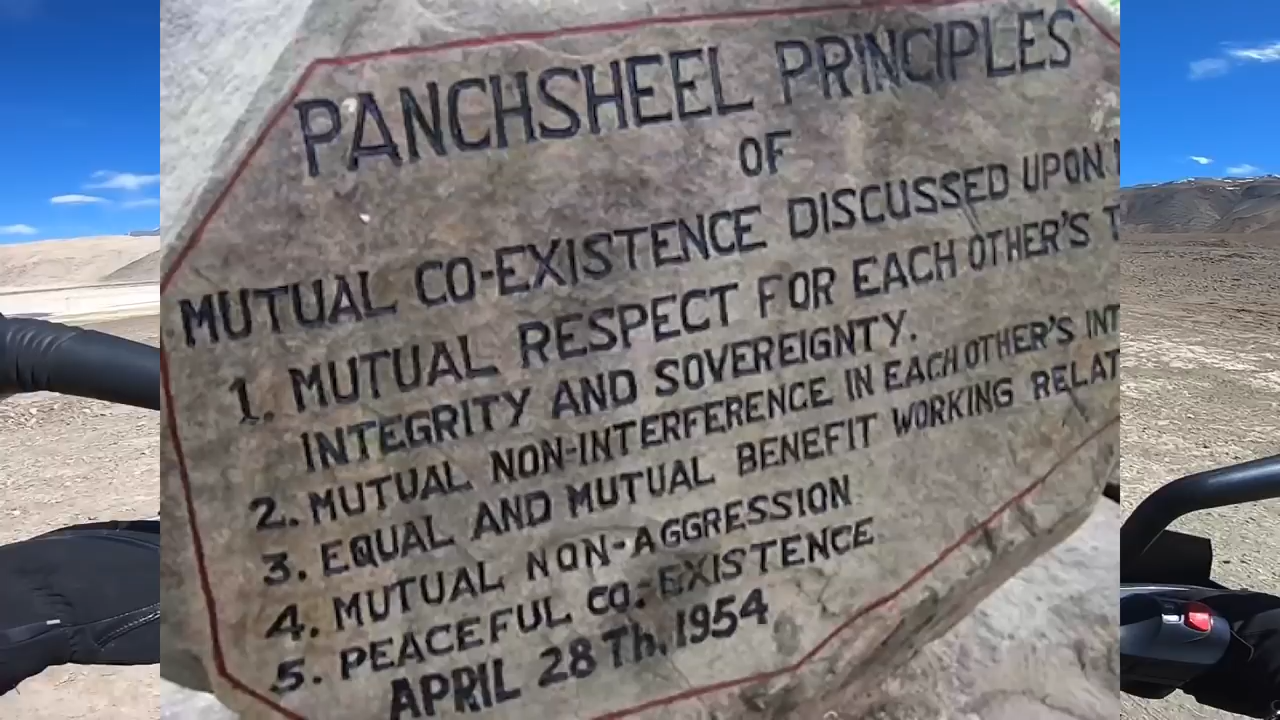 PANCHSHEEL PRINCIPLES
OF
MUTUAL CO-EXISTENCE DISCUSSED UPON
1. MUTUAL RESPECT FOR EACH OTHER'S T
INTEGRITY AND SOVEREIGNTY.
2. MUTUAL NON-INTERFERENCE IN EACH OTHER'S INT
3. EQUAL AND MUTUAL BENEFIT WORKING RELAT
4. MUTUAL NON-AGGRESSION
5. PEACEFUL CO-EXISTENCE
APRIL 28 Th, 1954